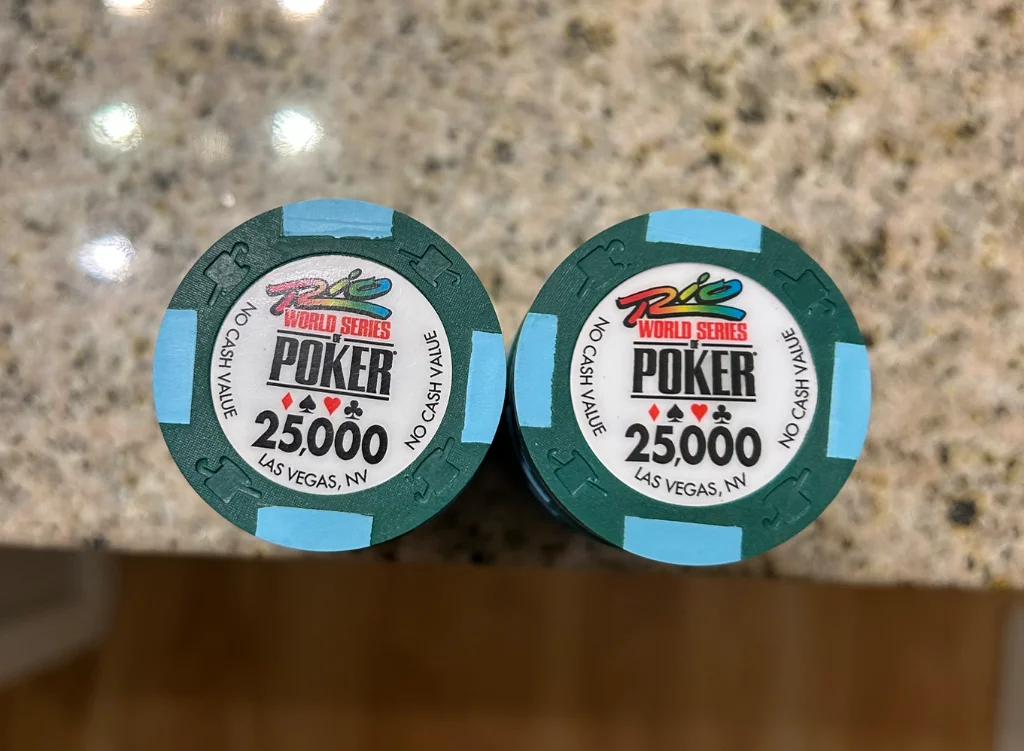 Rio
WORLD SERIES
OF
POKER
25,000
LAS VEGAS, NV
NO CASH VALUE
NO CASH VALUE
Rio
WORLD SERIES
OF
POKER
25,000
LAS VEGAS, NV
NO CASH VALUE
NO CASH VALUE